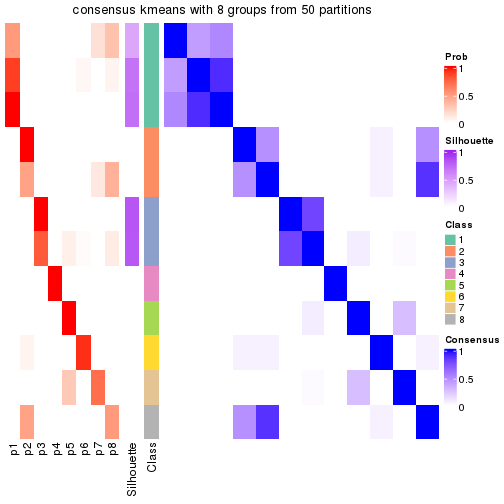 consensus kmeans with 8 groups from 50 partitions
Prob
1
0.5
0
Silhouette
1
0.5
0
Class
1
2
3
4
5
6
7
8
Consensus
1
0.5
0
p1
p2
p3
p4
p5
p6
p7
p8
Silhouette
Class